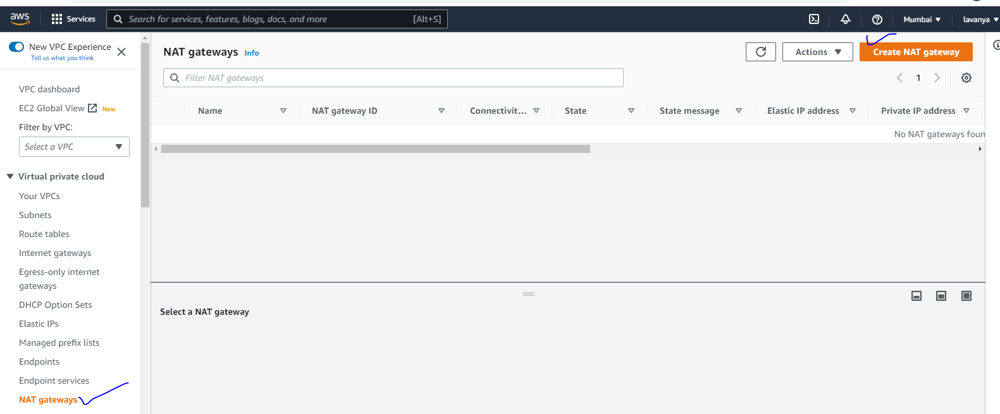 aws
Services
Search for services, features, blogs, docs, and more
[Alt+S]
Mumbai
lavanya
New VPC Experience
Tell us what you think
VPC dashboard
EC2 Global View
New
Filter by VPC:
Select a VPC
Virtual private cloud
Your VPCs
Subnets
Route tables
Internet gateways
Egress-only internet
gateways
DHCP Option Sets
Elastic IPs
Managed prefix lists
Endpoints
Endpoint services
NAT gateways
NAT gateways Info
Actions
Create NAT gateway
Filter NAT gateways
1
Name
NAT gateway ID
Connectivit...
State
State message
Elastic IP address
Private IP address
No NAT gateways foun
Select a NAT gateway